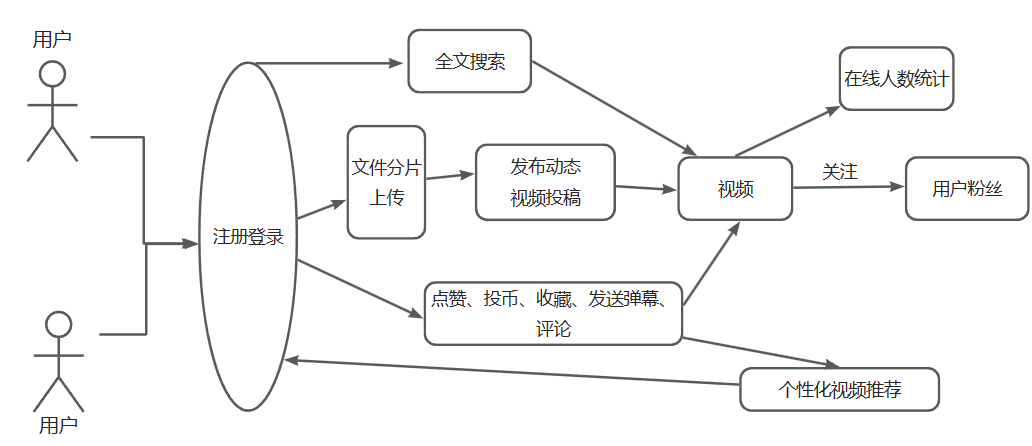 用户
全文搜索
在线人数统计
文件分片
上传
发布动态
视频投稿
视频
关注
用户粉丝
注册登录
点赞、投币、收藏、发送弹幕、
评论
个性化视频推荐
用户